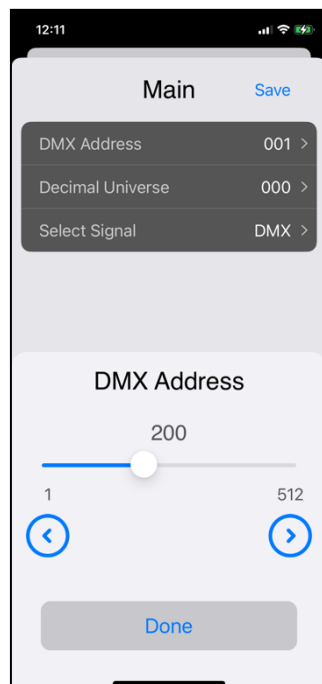 12:11
Main Save
DMX Address 001
Decimal Universe 000
Select Signal DMX
DMX Address
200
1 512
Done